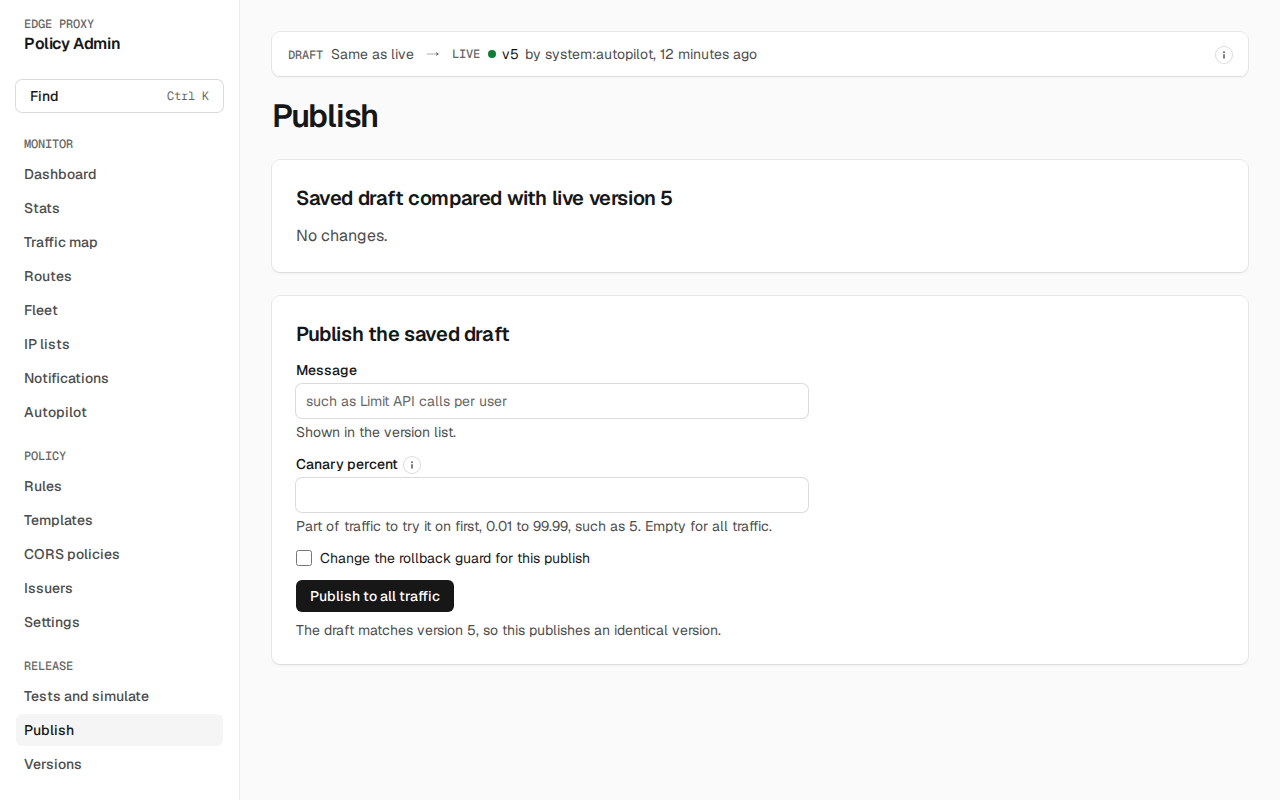 EDGE PROXY
Policy Admin
Find Ctrl K
MONITOR
Dashboard
Stats
Traffic map
Routes
Fleet
IP lists
Notifications
Autopilot
POLICY
Rules
Templates
CORS policies
Issuers
Settings
RELEASE
Tests and simulate
Publish
Versions
DRAFT Same as live → LIVE v5 by system:autopilot, 12 minutes ago
Publish
Saved draft compared with live version 5
No changes.
Publish the saved draft
Message
such as Limit API calls per user
Shown in the version list.
Canary percent
Part of traffic to try it on first, 0.01 to 99.99, such as 5. Empty for all traffic.
Change the rollback guard for this publish
Publish to all traffic
The draft matches version 5, so this publishes an identical version.